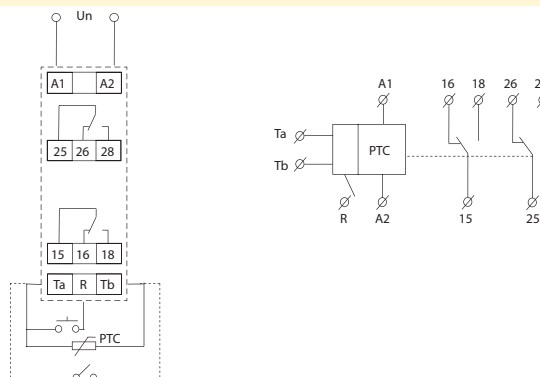 Un
A1 A2
25 26 28
15 16 18
Ta R Tb
PTC
A1 16 18 26
Ta
PTC
Tb
R A2 15 25